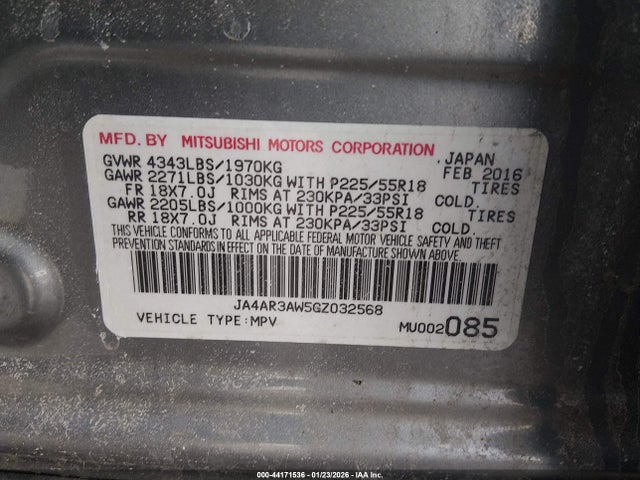 MFD. BY MITSUBISHI MOTORS CORPORATION JAPAN
GVWR 4343LBS/1970KG FEB 2016
GAWR 2271LBS/1030KG WITH P225/55R18 TIRES
FR 18X7.0J RIMS AT 230KPA/33PSI COLD.
GAWR 2205LBS/1000KG WITH P225/55R18 TIRES
RR 18X7.0J RIMS AT 230KPA/33PSI COLD.
THIS VEHICLE CONFORMS TO ALL APPLICABLE FEDERAL MOTOR VEHICLE SAFETY AND THEFT
PREVENTION STANDARDS IN EFFECT ON THE DATE OF MANUFACTURE SHOWN ABOVE.
JA4AR3AW5GZ032568
VEHICLE TYPE:MPV MU002085
000-44171536 - 01/23/2026 - IAA Inc.